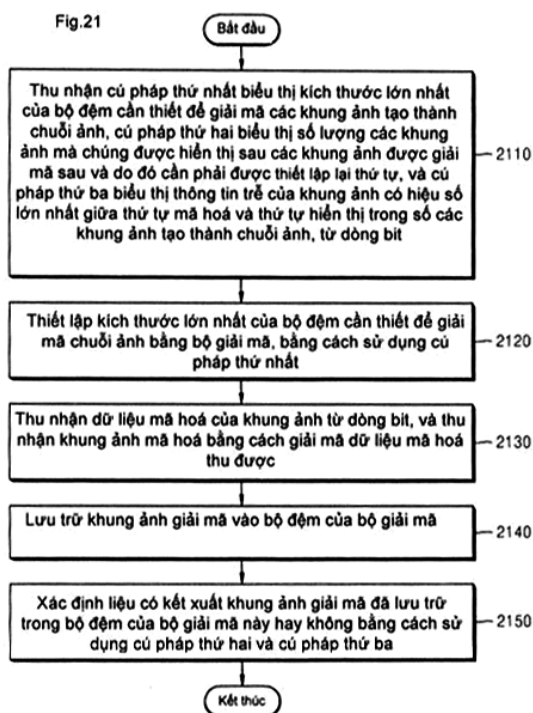 Fig.21
Bắt đầu
Thu nhận cú pháp thứ nhất biểu thị kích thước lớn nhất
của bộ đệm cần thiết để giải mã các khung ảnh tạo thành
chuỗi ảnh, cú pháp thứ hai biểu thị số lượng các khung
ảnh mà chúng được hiển thị sau các khung ảnh được giải
mã sau và do đó cần phải được thiết lập lại thứ tự, và cú
pháp thứ ba biểu thị thông tin trễ của khung ảnh có hiệu số
lớn nhất giữa thứ tự mã hoá và thứ tự hiển thị trong số các
khung ảnh tạo thành chuỗi ảnh, từ dòng bit
2110
Thiết lập kích thước lớn nhất của bộ đệm cần thiết để giải
mã chuỗi ảnh bằng bộ giải mã, bằng cách sử dụng cú
pháp thứ nhất
2120
Thu nhận dữ liệu mã hoá của khung ảnh từ dòng bit, và thu
nhận khung ảnh mã hoá bằng cách giải mã dữ liệu mã hoá
thu được
2130
Lưu trữ khung ảnh giải mã vào bộ đệm của bộ giải mã
2140
Xác định liệu có kết xuất khung ảnh giải mã đã lưu trữ
trong bộ đệm của bộ giải mã này hay không bằng cách sử
dụng cú pháp thứ hai và cú pháp thứ ba
2150
Kết thúc